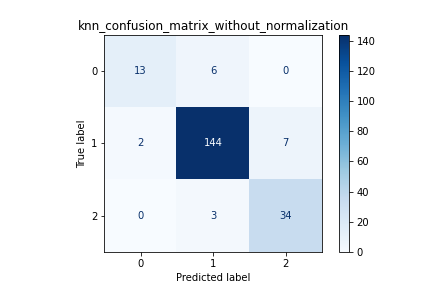 knn_confusion_matrix_without_normalization
0 13 6 0
1 2 144 7
2 0 3 34
0 1 2
True label
Predicted label
140
120
100
80
60
40
20
0